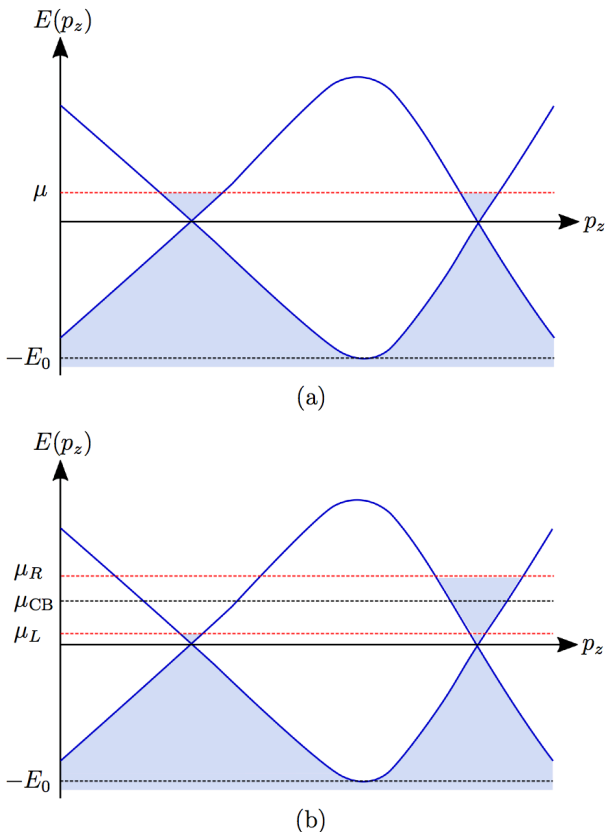 E(p_z)
μ
p_z
−E_0
(a)
E(p_z)
μ_R
μ_CB
μ_L
p_z
−E_0
(b)